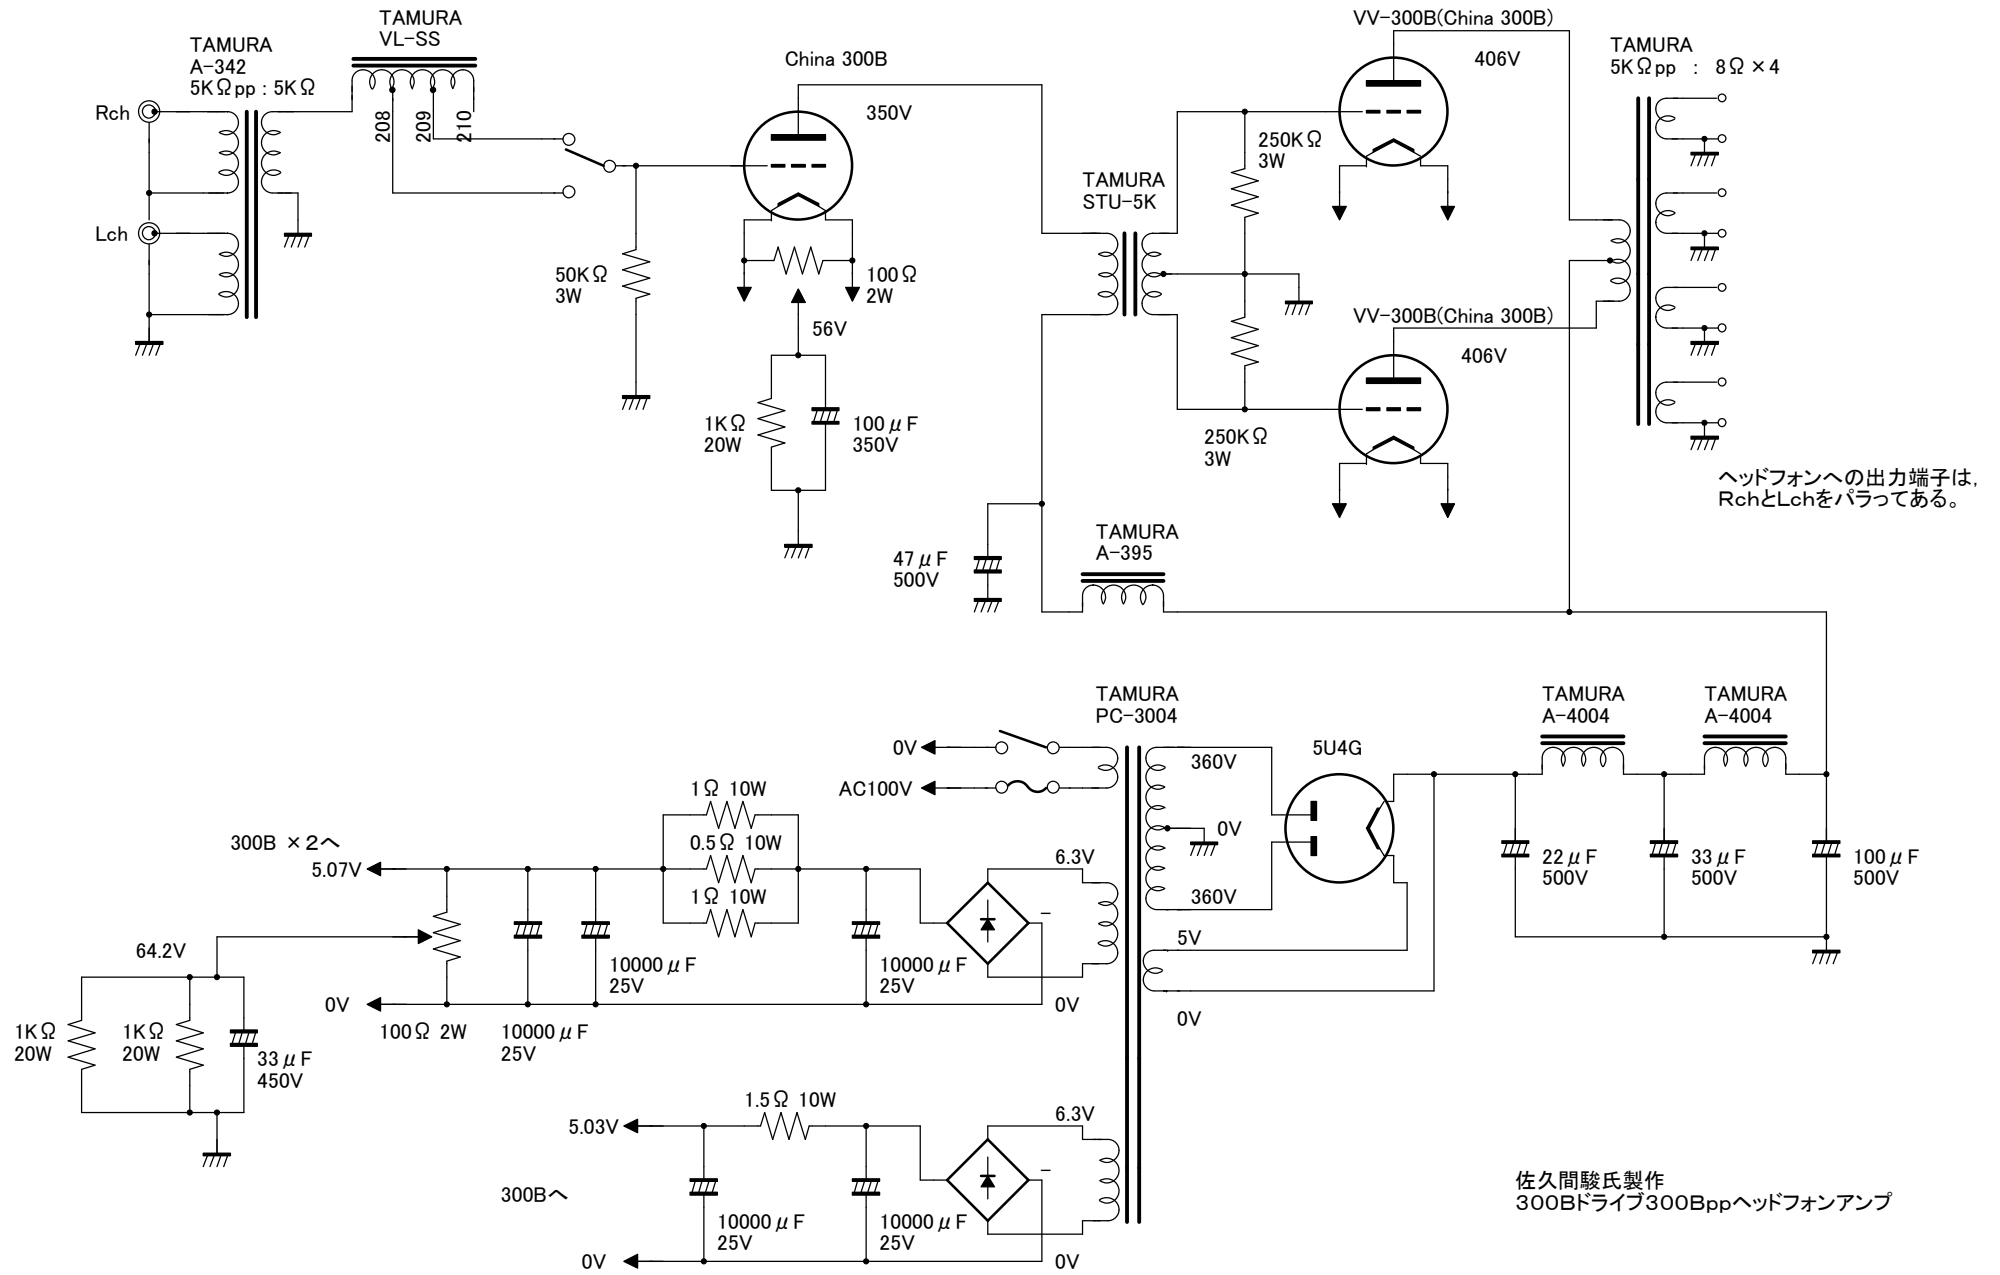 TAMURA
VL-SS
TAMURA
A-342
5KΩpp : 5KΩ
Rch
Lch
208
209
210
China 300B
350V
50KΩ
3W
100Ω
2W
56V
1KΩ
20W
100μF
350V
TAMURA
STU-5K
VV-300B(China 300B)
406V
250KΩ
3W
VV-300B(China 300B)
406V
250KΩ
3W
TAMURA
5KΩpp : 8Ω×4
ヘッドフォンへの出力端子は,
RchとLchをパラってある。
47μF
500V
TAMURA
A-395
TAMURA
PC-3004
0V
AC100V
360V
0V
360V
5V
0V
5U4G
TAMURA
A-4004
TAMURA
A-4004
22μF
500V
33μF
500V
100μF
500V
1Ω 10W
0.5Ω 10W
1Ω 10W
300B ×2へ
5.07V
64.2V
0V
100Ω 2W
10000μF
25V
10000μF
25V
10000μF
25V
6.3V
−
0V
1KΩ
20W
1KΩ
20W
33μF
450V
1.5Ω 10W
5.03V
300Bへ
0V
10000μF
25V
10000μF
25V
6.3V
−
0V
佐久間駿氏製作
300Bドライブ300Bppヘッドフォンアンプ